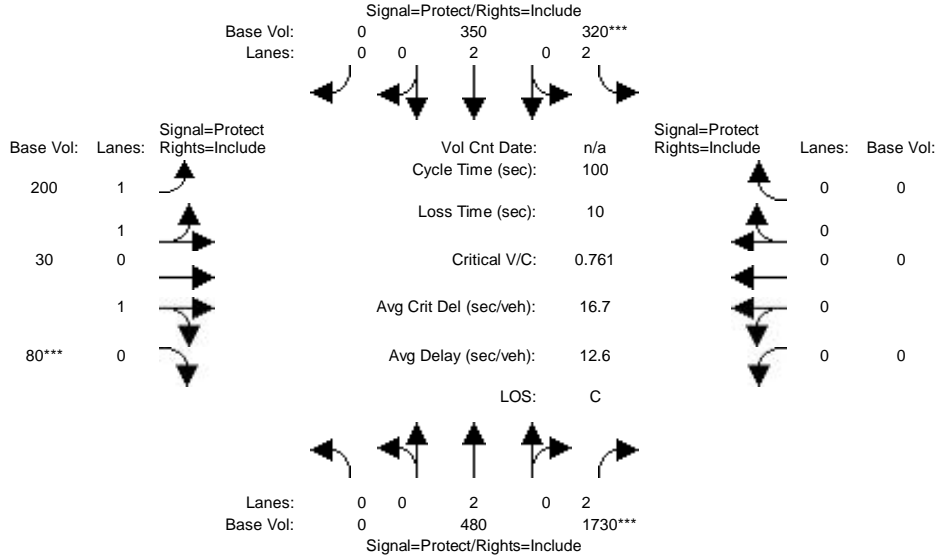 Signal=Protect/Rights=Include
Base Vol: 0 350 320***
Lanes: 0 0 2 0 2
Signal=Protect
Base Vol: Lanes: Rights=Include
Vol Cnt Date: n/a
Signal=Protect
Rights=Include Lanes: Base Vol:
Cycle Time (sec): 100
200 1
0 0
Loss Time (sec): 10
1
0
30 0
Critical V/C: 0.761
0 0
1
Avg Crit Del (sec/veh): 16.7
0
80*** 0
Avg Delay (sec/veh): 12.6
0 0
LOS: C
Lanes: 0 0 2 0 2
Base Vol: 0 480 1730***
Signal=Protect/Rights=Include